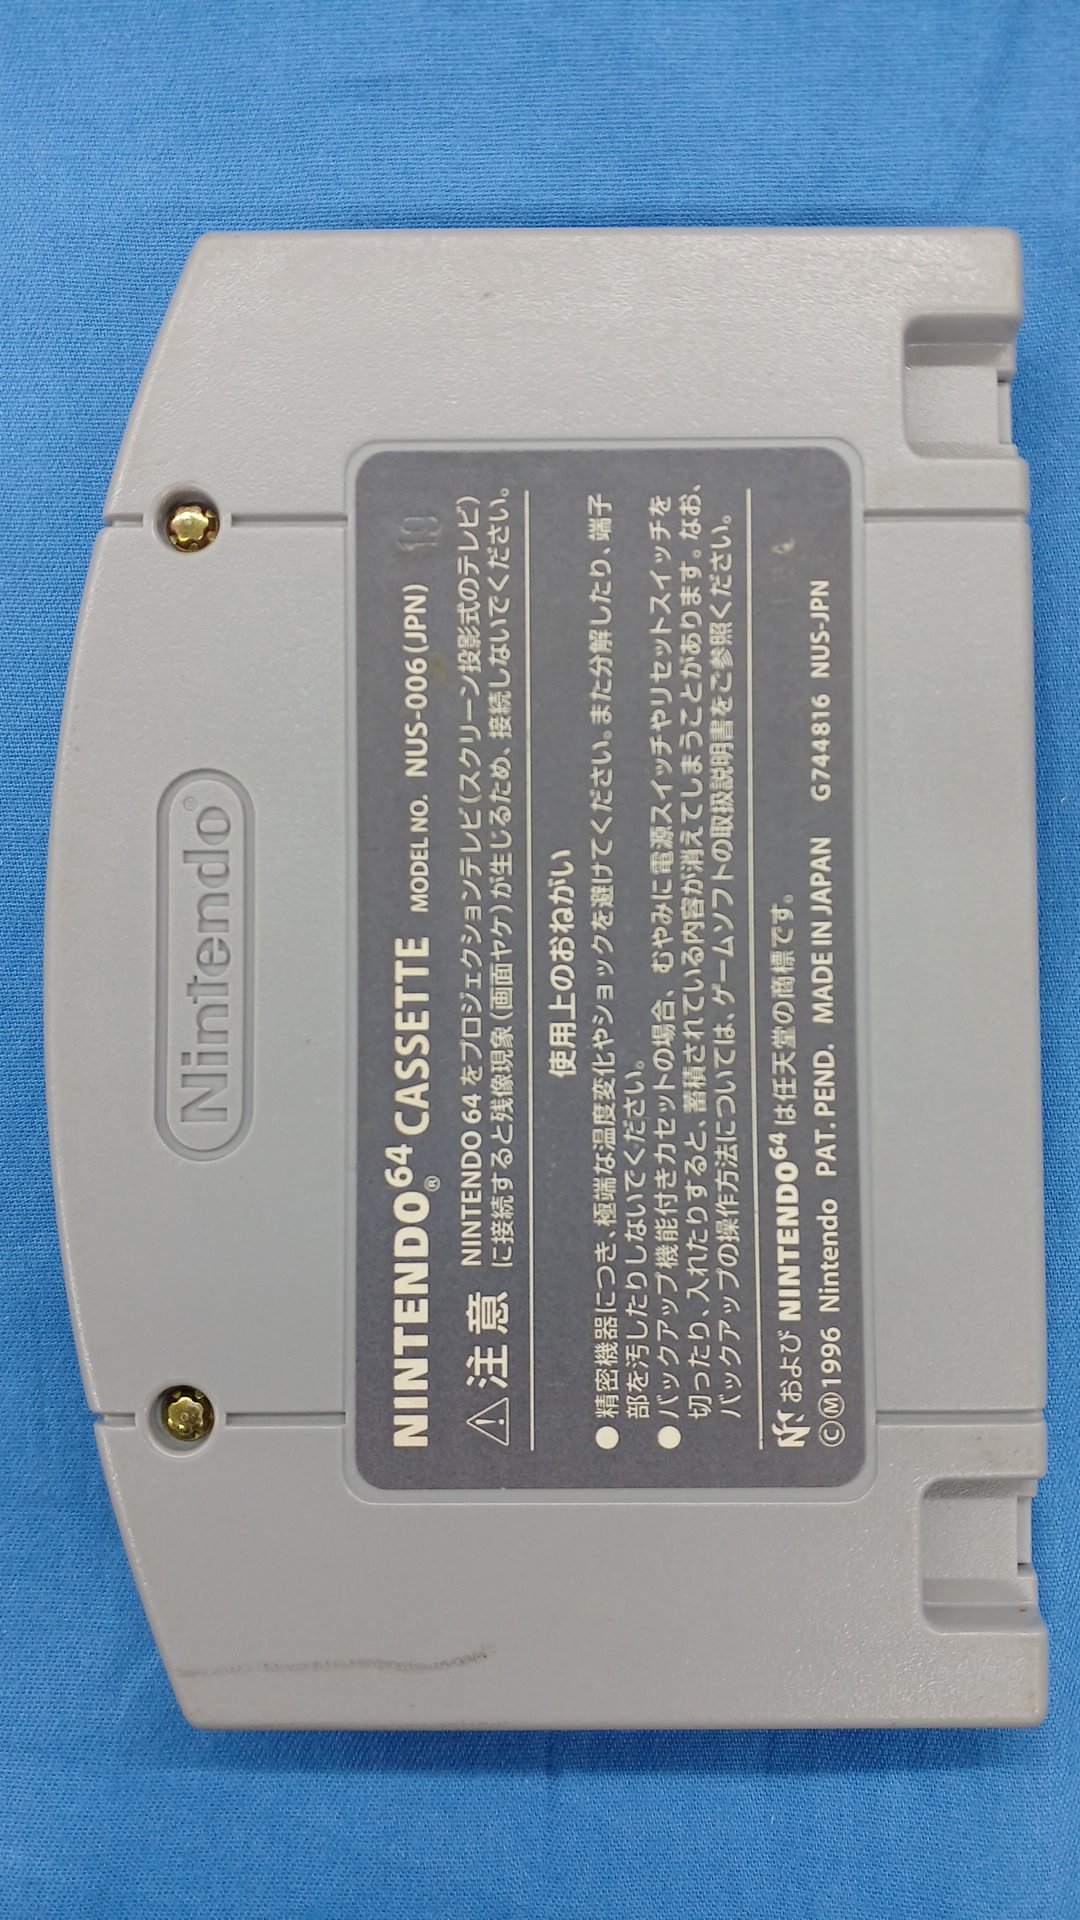 Nintendo®
NINTENDO64® CASSETTE MODEL NO. NUS-006(JPN)
19
⚠注意 NINTENDO 64 をプロジェクションテレビ(スクリーン投影式のテレビ)
に接続すると残像現象(画面ヤケ)が生じるため、接続しないでください。
使用上のおねがい
●精密機器につき、極端な温度変化やショックを避けてください。また分解したり、端子
部を汚したりしないでください。
●バックアップ機能付きカセットの場合、むやみに電源スイッチやリセットスイッチを
切ったり、入れたりすると、蓄積されている内容が消えてしまうことがあります。なお、
バックアップの操作方法については、ゲームソフトの取扱説明書をご参照ください。
および NINTENDO64 は任天堂の商標です。
ⒸⓂ1996 Nintendo PAT. PEND. MADE IN JAPAN G744816 NUS-JPN